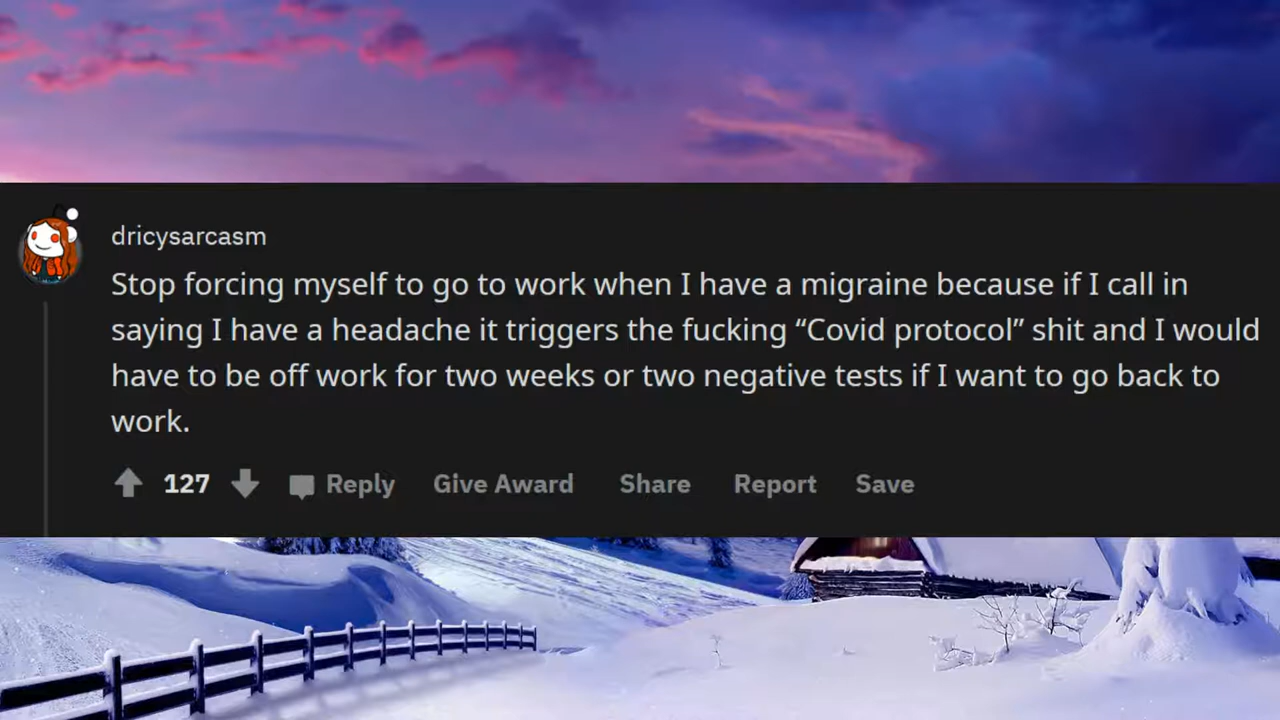 dricysarcasm
Stop forcing myself to go to work when I have a migraine because if I call in
saying I have a headache it triggers the fucking “Covid protocol” shit and I would
have to be off work for two weeks or two negative tests if I want to go back to
work.
127 Reply Give Award Share Report Save